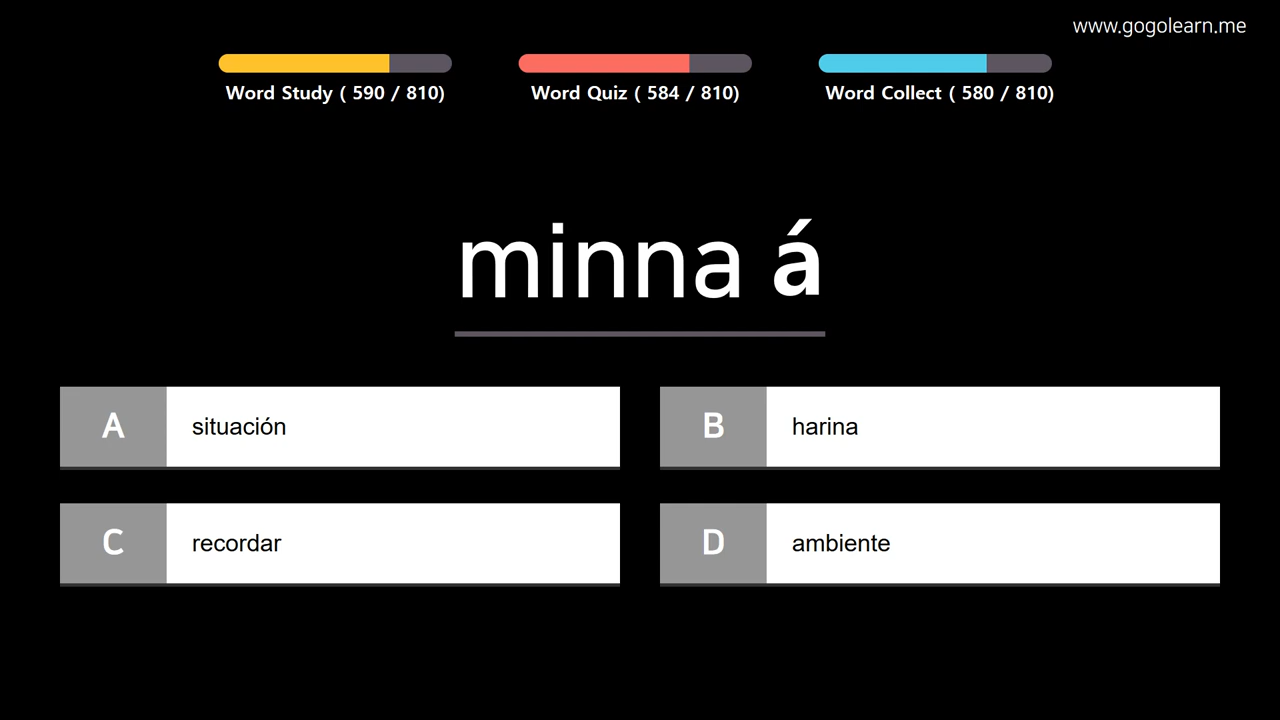 www.gogolearn.me
Word Study ( 590 / 810)
Word Quiz ( 584 / 810)
Word Collect ( 580 / 810)
minna á
A situación
B harina
C recordar
D ambiente